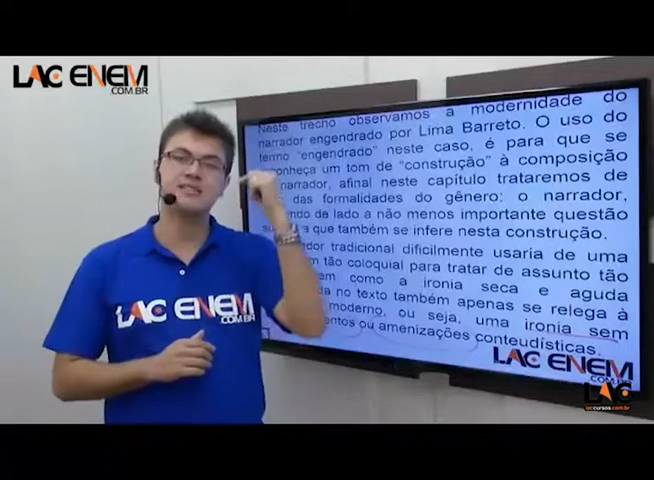 LAC ENEM
.COM.BR
Neste trecho observamos a modernidade do
narrador engendrado por Lima Barreto. O uso do
termo "engendrado" neste caso, é para que se
um tom de "construção" à composição
narrador, afinal neste capítulo trataremos de
das formalidades do gênero: o narrador,
de lado a não menos importante questão
a que também se infere nesta construção.
tradicional dificilmente usaria de uma
tão coloquial para tratar de assunto tão
como a ironia seca e aguda
no texto também apenas se relega à
moderno, ou seja, uma ironia sem
ou amenizações conteudísticas.
LAC ENEM
.COM.BR
LAC ENEM
.COM.BR
LAC
laccursos.com.br